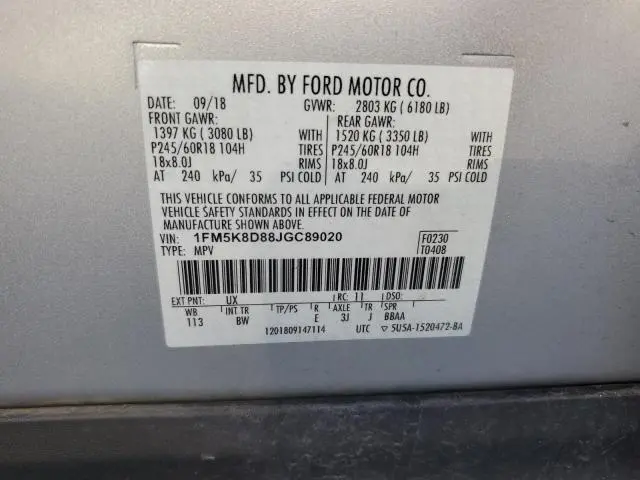 MFD. BY FORD MOTOR CO.
DATE: 09/18 GVWR: 2803 KG ( 6180 LB)
FRONT GAWR: REAR GAWR:
1397 KG ( 3080 LB) WITH 1520 KG ( 3350 LB) WITH
P245/60R18 104H TIRES P245/60R18 104H TIRES
18x8.0J RIMS 18x8.0J RIMS
AT 240 kPa/ 35 PSI COLD AT 240 kPa/ 35 PSI COLD
THIS VEHICLE CONFORMS TO ALL APPLICABLE FEDERAL MOTOR
VEHICLE SAFETY STANDARDS IN EFFECT ON THE DATE OF
MANUFACTURE SHOWN ABOVE.
VIN: 1FM5K8D88JGC89020 F0230
TYPE: MPV T0408
EXT PNT: UX RC: 11 DSO:
WB INT TR TP/PS R AXLE TR SPR
113 BW E 3J J BBAA
1201809147114 UTC ▽ 5U5A-1520472-BA